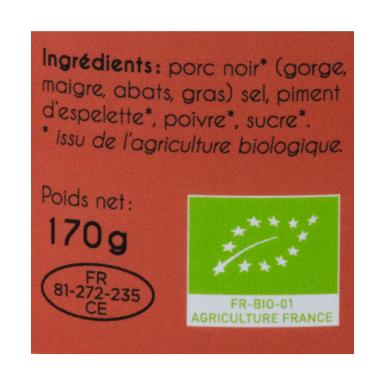 Ingrédients: porc noir* (gorge,
maigre, abats, gras) sel, piment
d'espelette*, poivre*, sucre*.
* issu de l'agriculture biologique.
Poids net:
170g
FR
81-272-235
CE
FR-BIO-01
AGRICULTURE FRANCE